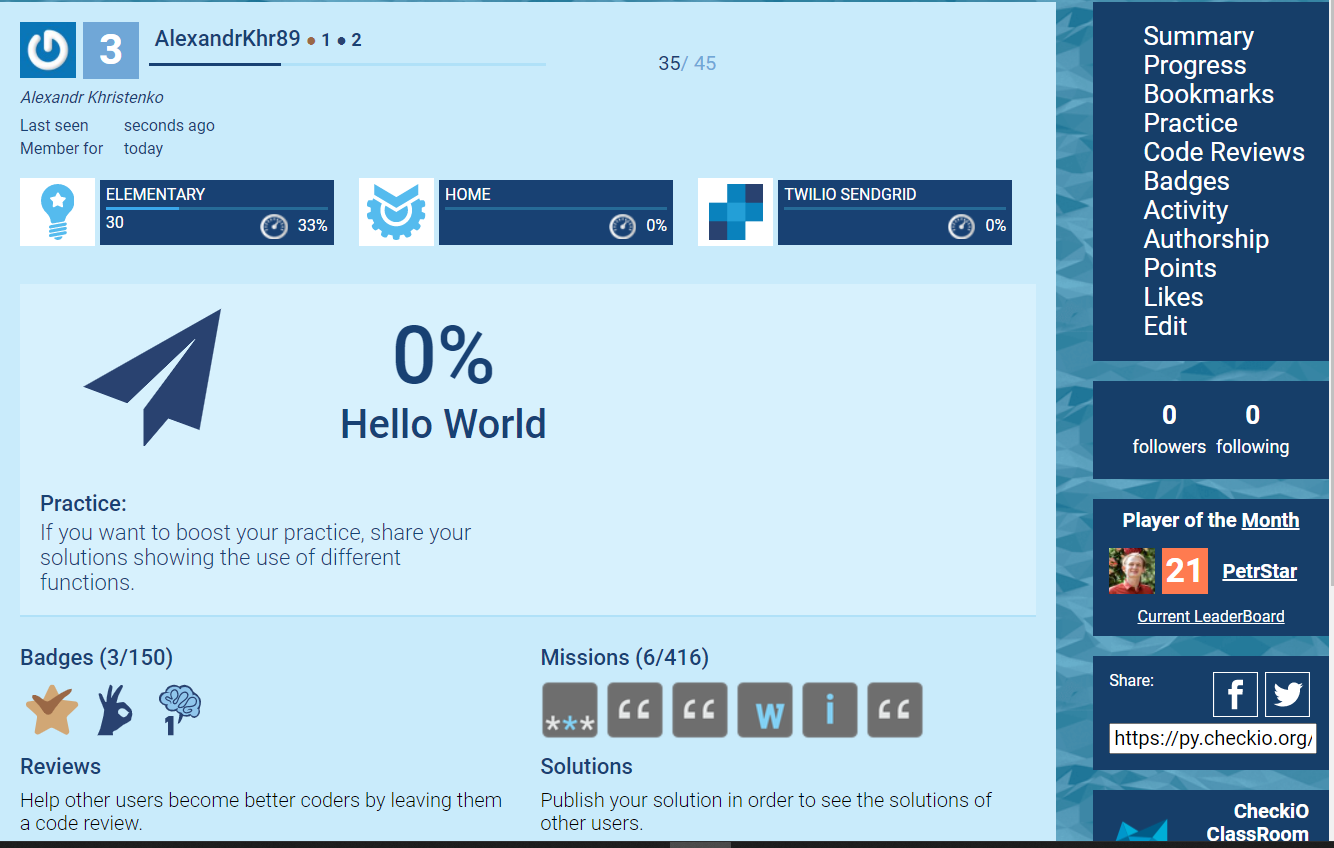 3
AlexandrKhr89 ● 1 ● 2
35/ 45
Alexandr Khristenko
Last seen seconds ago
Member for today
ELEMENTARY
30
33%
HOME
0%
TWILIO SENDGRID
0%
0%
Hello World
Practice:
If you want to boost your practice, share your
solutions showing the use of different
functions.
Badges (3/150)
1
Reviews
Help other users become better coders by leaving them
a code review.
Missions (6/416)
***
“
“
w
i
“
Solutions
Publish your solution in order to see the solutions of
other users.
Summary
Progress
Bookmarks
Practice
Code Reviews
Badges
Activity
Authorship
Points
Likes
Edit
0 0
followers following
Player of the Month
21 PetrStar
Current LeaderBoard
Share:
f
https://py.checkio.org/
CheckiO
ClassRoom